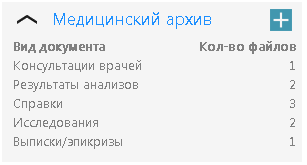 Медицинский архив
Вид документа Кол-во файлов
Консультации врачей 1
Результаты анализов 2
Справки 3
Исследования 2
Выписки/эпикризы 1